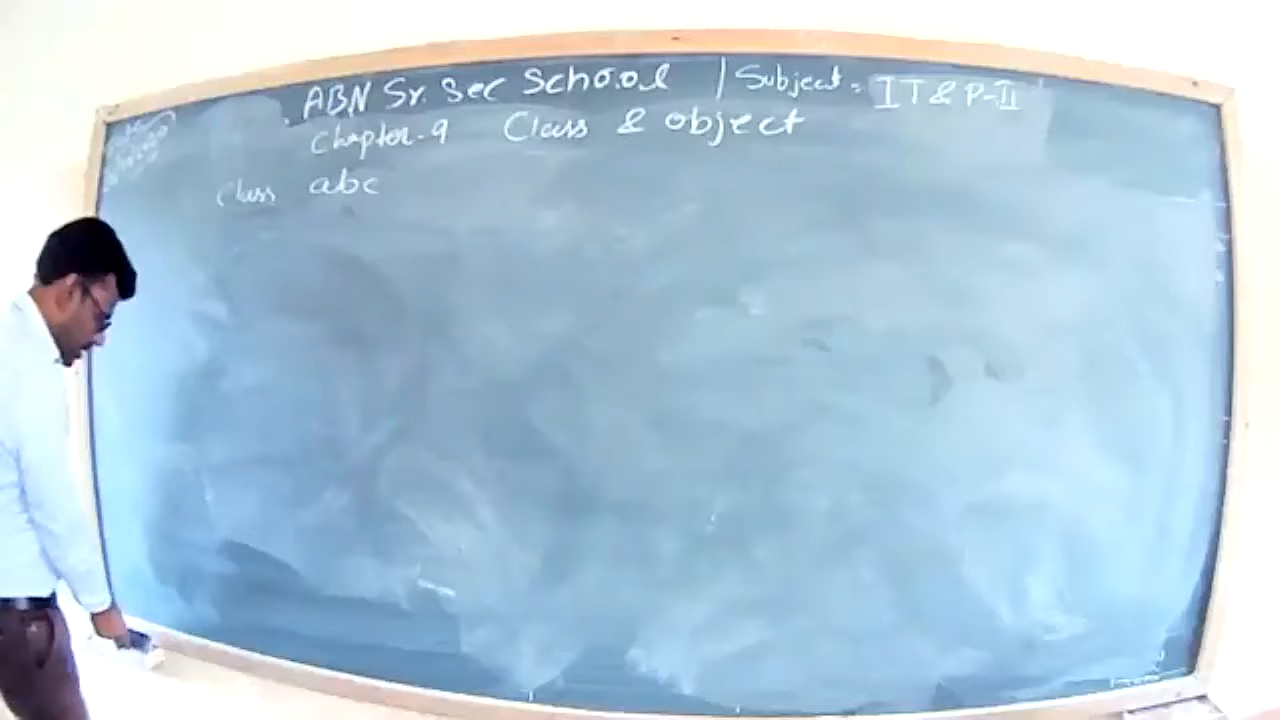 ABN Sr. Sec School | Subject = IT & P-II
Chapter-9 Class & object
Class abc